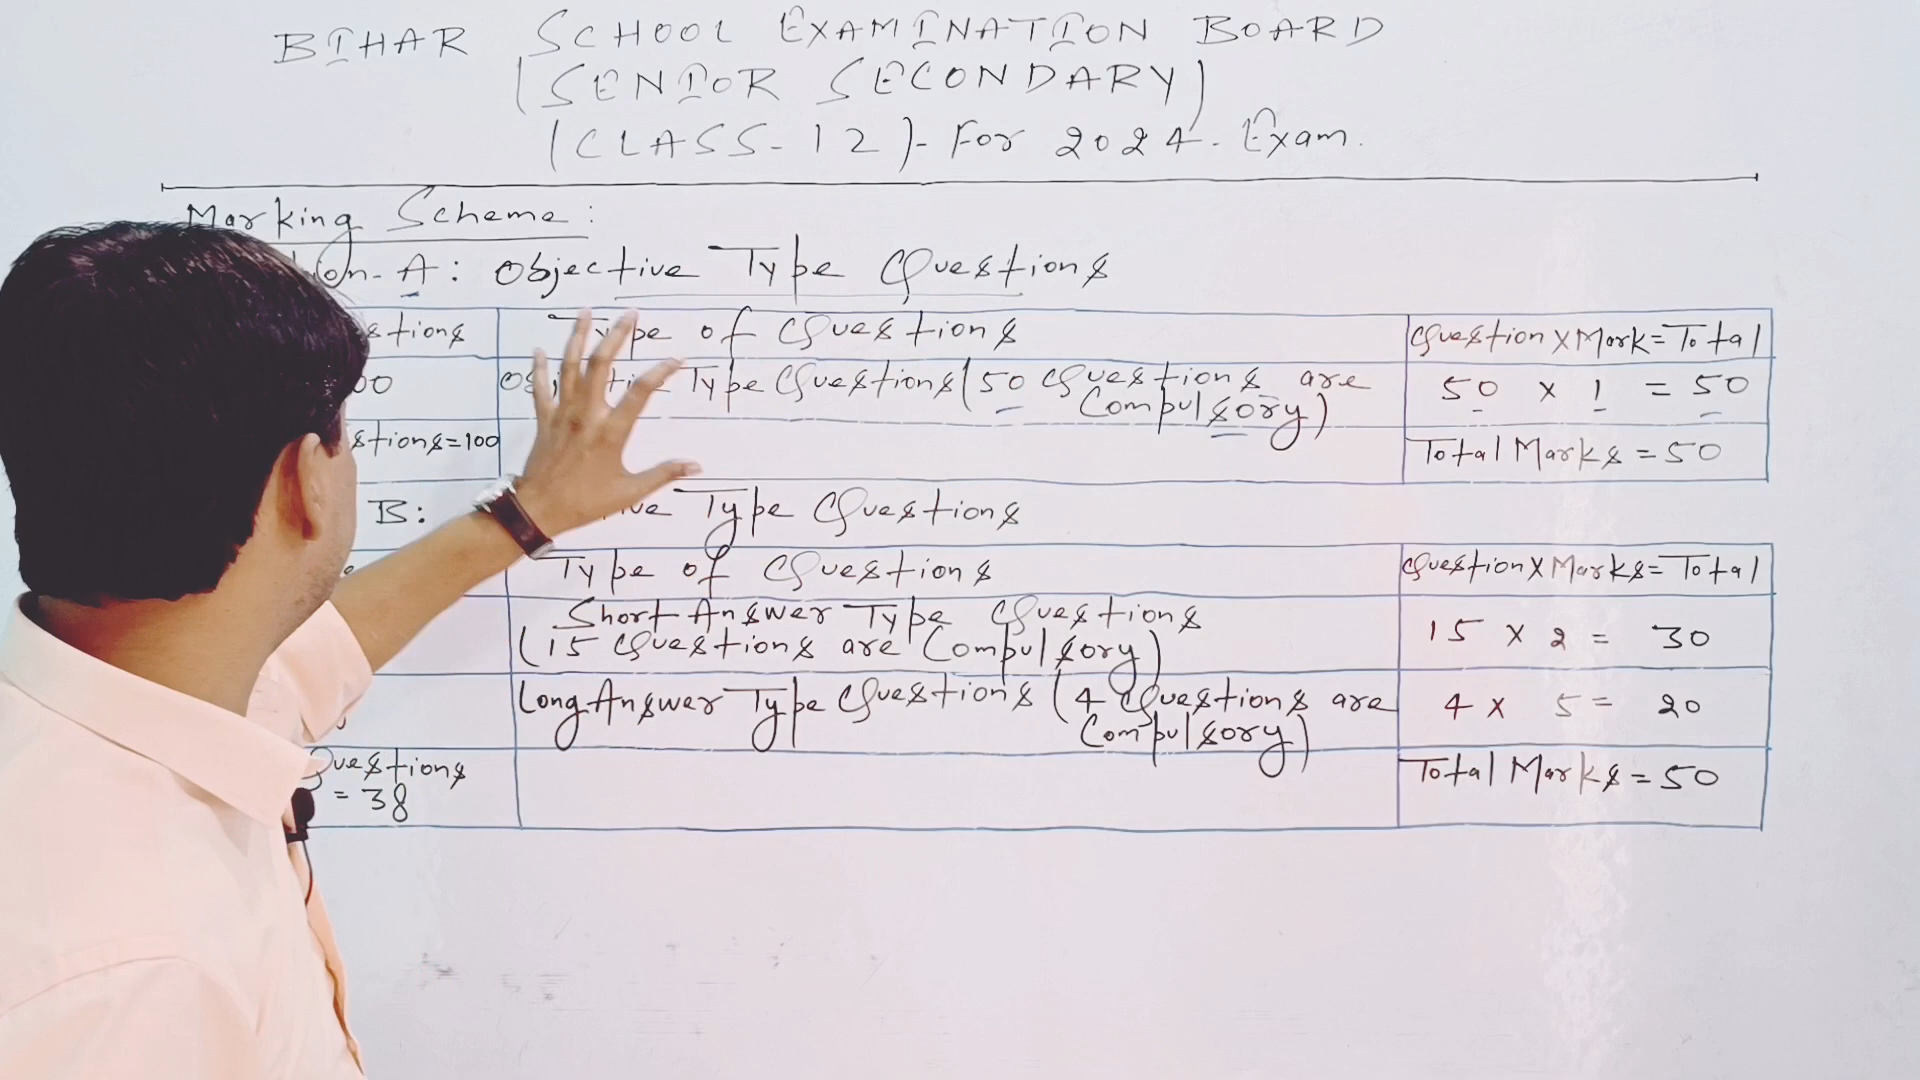 BIHAR SCHOOL EXAMINATION BOARD
(SENIOR SECONDARY)
(CLASS-12)- For 2024. Exam.
Marking Scheme:
A: Objective Type Questions
Type of Questions
Question X Mark = Total
Type Questions (50 Questions are Compulsory)
50 x 1 = 50
=100
Total Marks = 50
B:
Type Questions
Type of Questions
Question X Marks = Total
Short Answer Type Questions
(15 Questions are Compulsory)
15 x 2 = 30
Long Answer Type Questions (4 Questions are
Compulsory)
4 x 5 = 20
Questions
= 38
Total Marks = 50